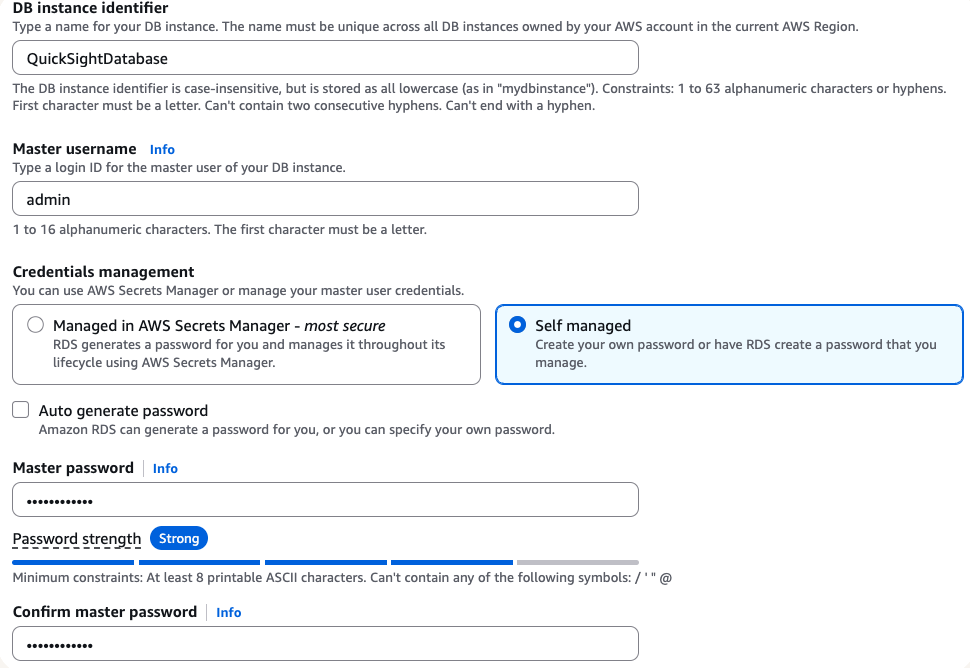 DB instance identifier
Type a name for your DB instance. The name must be unique across all DB instances owned by your AWS account in the current AWS Region.
QuickSightDatabase
The DB instance identifier is case-insensitive, but is stored as all lowercase (as in "mydbinstance"). Constraints: 1 to 63 alphanumeric characters or hyphens.
First character must be a letter. Can't contain two consecutive hyphens. Can't end with a hyphen.
Master username Info
Type a login ID for the master user of your DB instance.
admin
1 to 16 alphanumeric characters. The first character must be a letter.
Credentials management
You can use AWS Secrets Manager or manage your master user credentials.
Managed in AWS Secrets Manager - most secure
RDS generates a password for you and manages it throughout its
lifecycle using AWS Secrets Manager.
Self managed
Create your own password or have RDS create a password that you
manage.
Auto generate password
Amazon RDS can generate a password for you, or you can specify your own password.
Master password Info
••••••••••••
Password strength Strong
Minimum constraints: At least 8 printable ASCII characters. Can't contain any of the following symbols: / ' " @
Confirm master password Info
••••••••••••